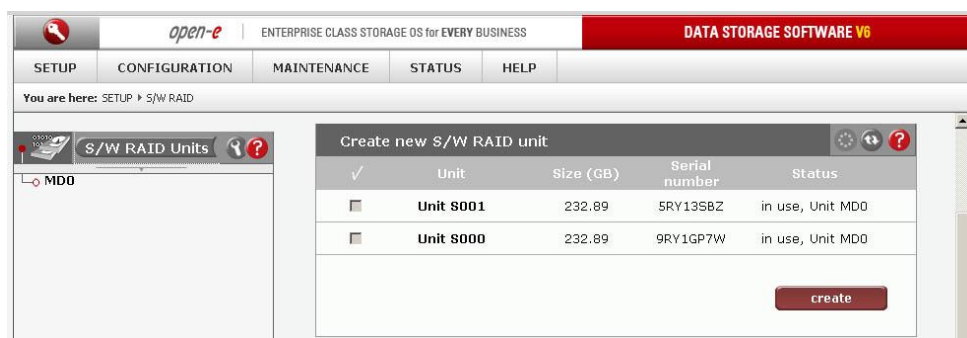 open-e ENTERPRISE CLASS STORAGE OS for EVERY BUSINESS DATA STORAGE SOFTWARE V6
SETUP CONFIGURATION MAINTENANCE STATUS HELP
You are here: SETUP ▸ S/W RAID
S/W RAID Units
MD0
Create new S/W RAID unit
√ Unit Size (GB) Serial number Status
Unit S001 232.89 5RY13SBZ in use, Unit MD0
Unit S000 232.89 9RY1GP7W in use, Unit MD0
create